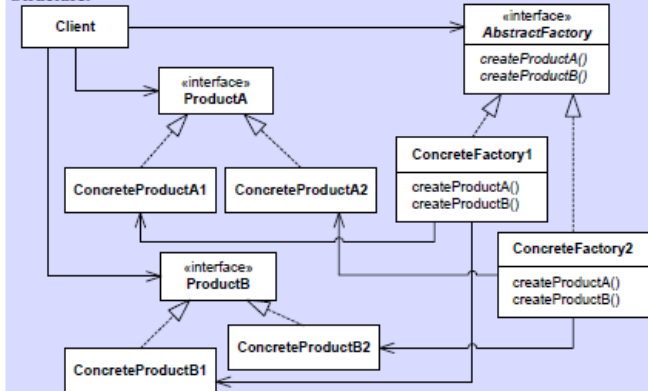 Client
«interface»
AbstractFactory
createProductA()
createProductB()
«interface»
ProductA
ConcreteFactory1
createProductA()
createProductB()
ConcreteProductA1
ConcreteProductA2
ConcreteFactory2
createProductA()
createProductB()
«interface»
ProductB
ConcreteProductB2
ConcreteProductB1